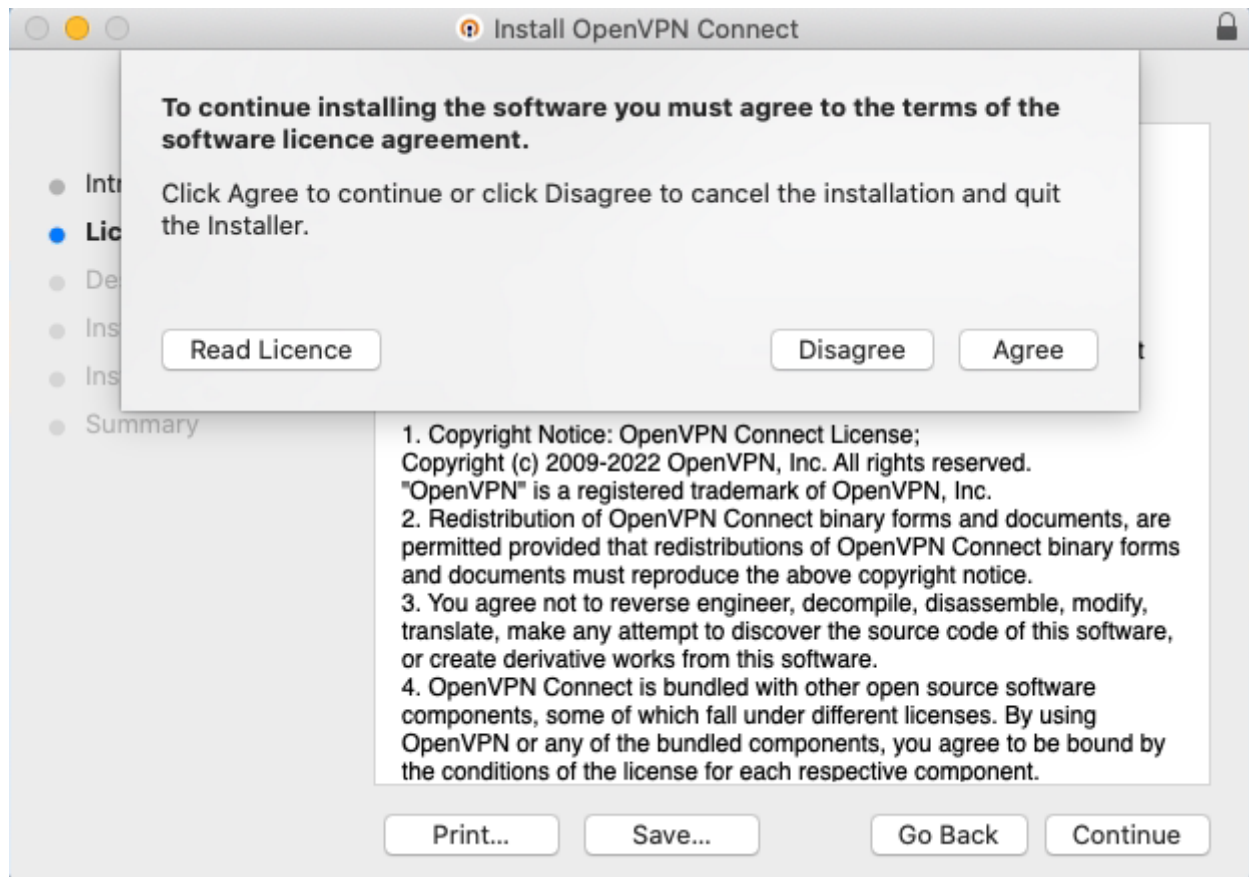 Install OpenVPN Connect
To continue installing the software you must agree to the terms of the
software licence agreement.
Click Agree to continue or click Disagree to cancel the installation and quit
the Installer.
Read Licence
Disagree
Agree
Summary
1. Copyright Notice: OpenVPN Connect License;
Copyright (c) 2009-2022 OpenVPN, Inc. All rights reserved.
"OpenVPN" is a registered trademark of OpenVPN, Inc.
2. Redistribution of OpenVPN Connect binary forms and documents, are
permitted provided that redistributions of OpenVPN Connect binary forms
and documents must reproduce the above copyright notice.
3. You agree not to reverse engineer, decompile, disassemble, modify,
translate, make any attempt to discover the source code of this software,
or create derivative works from this software.
4. OpenVPN Connect is bundled with other open source software
components, some of which fall under different licenses. By using
OpenVPN or any of the bundled components, you agree to be bound by
the conditions of the license for each respective component.
Print...
Save...
Go Back
Continue